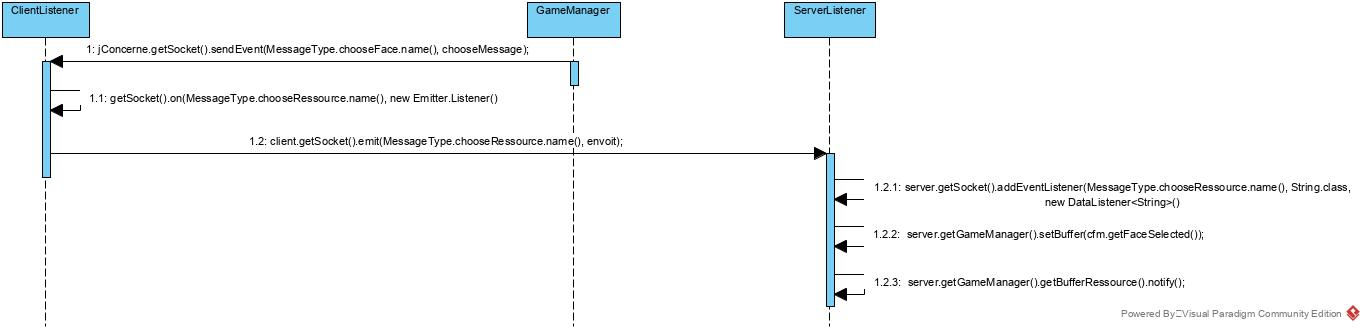 ClientListener
GameManager
ServerListener
1: jConcerne.getSocket().sendEvent(MessageType.chooseFace.name(), chooseMessage);
1.1: getSocket().on(MessageType.chooseRessource.name(), new Emitter.Listener()
1.2: client.getSocket().emit(MessageType.chooseRessource.name(), envoit);
1.2.1: server.getSocket().addEventListener(MessageType.chooseRessource.name(), String.class,
new DataListener<String>()
1.2.2: server.getGameManager().setBuffer(cfm.getFaceSelected());
1.2.3: server.getGameManager().getBufferRessource().notify();
Powered By Visual Paradigm Community Edition